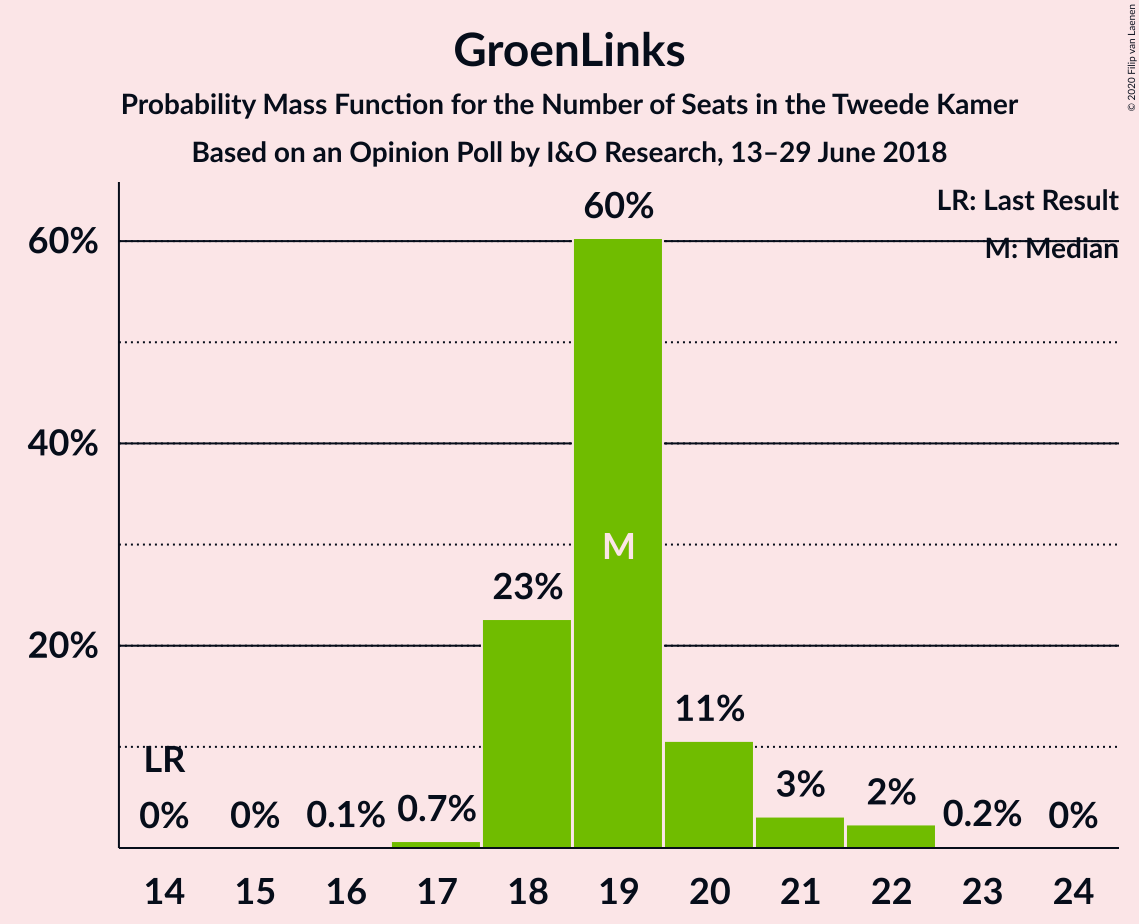 GroenLinks
Probability Mass Function for the Number of Seats in the Tweede Kamer
Based on an Opinion Poll by I&O Research, 13–29 June 2018
© 2020 Filip van Laenen
LR: Last Result
M: Median
60%
40%
20%
LR
0%
0%
0.1%
0.7%
23%
60%
M
11%
3%
2%
0.2%
0%
14 15 16 17 18 19 20 21 22 23 24